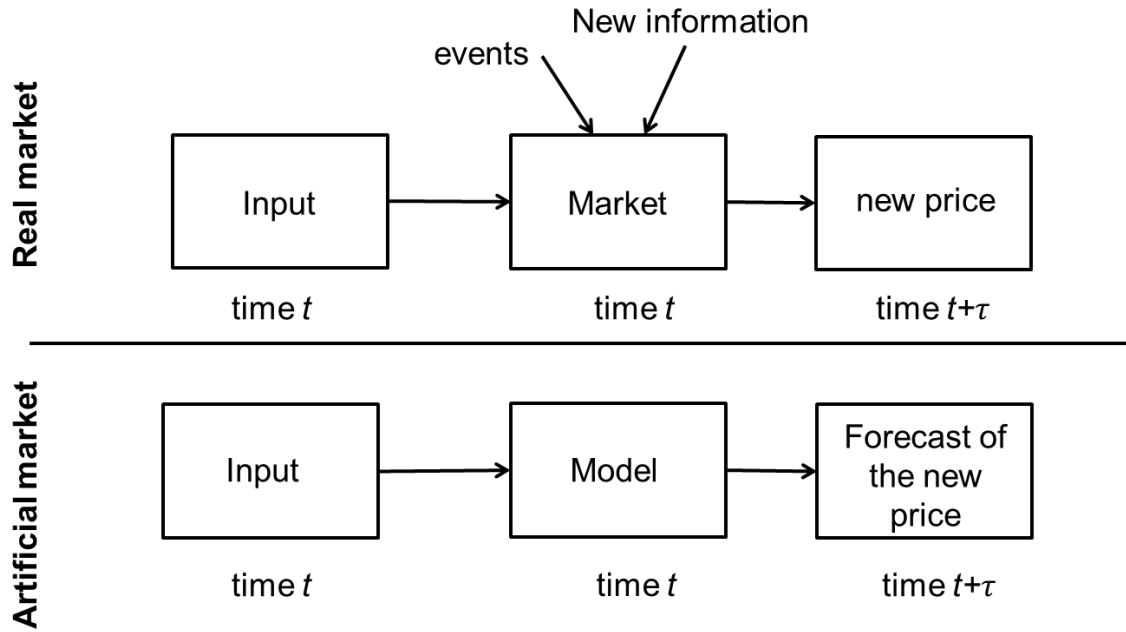 New information
events
Real market
Input
Market
new price
time t
time t
time t+τ
Artificial market
Input
Model
Forecast of
the new
price
time t
time t
time t+τ